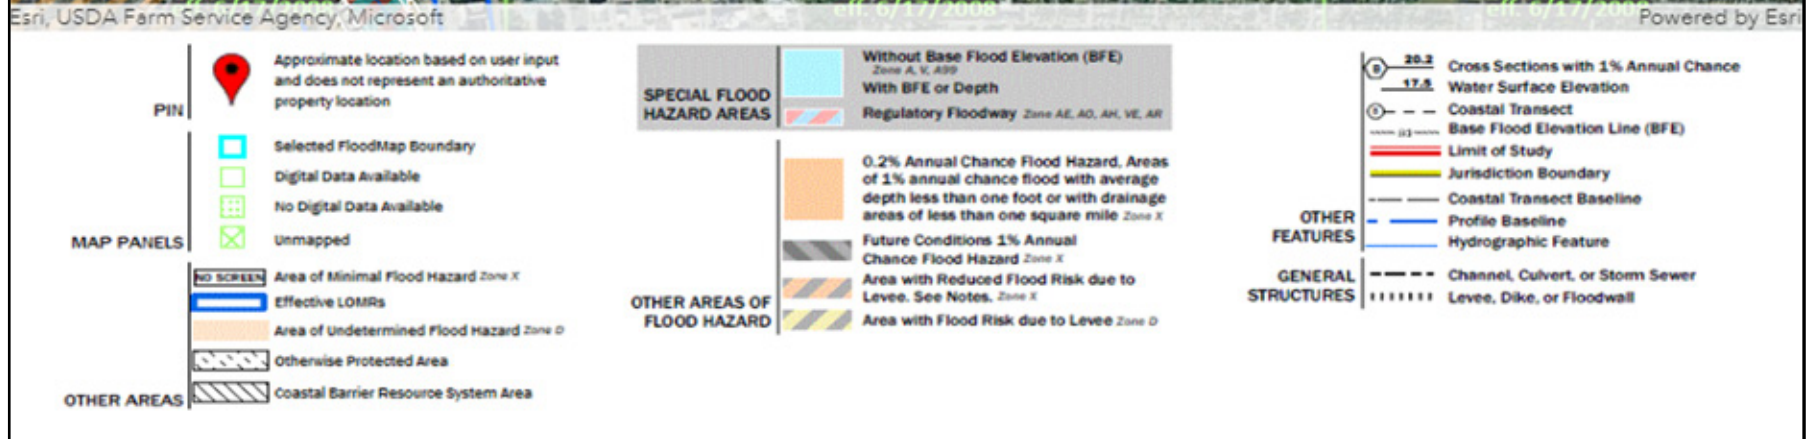 eff. 6/17/2008
eff. 6/17/2008
Esri, USDA Farm Service Agency, Microsoft
Powered by Esri
PIN
Approximate location based on user input
and does not represent an authoritative
property location
MAP PANELS
Selected FloodMap Boundary
Digital Data Available
No Digital Data Available
Unmapped
OTHER AREAS
NO SCREEN Area of Minimal Flood Hazard Zone X
Effective LOMRs
Area of Undetermined Flood Hazard Zone D
Otherwise Protected Area
Coastal Barrier Resource System Area
SPECIAL FLOOD
HAZARD AREAS
Without Base Flood Elevation (BFE)
Zone A, V, A99
With BFE or Depth
Regulatory Floodway Zone AE, AO, AH, VE, AR
OTHER AREAS OF
FLOOD HAZARD
0.2% Annual Chance Flood Hazard, Areas
of 1% annual chance flood with average
depth less than one foot or with drainage
areas of less than one square mile Zone X
Future Conditions 1% Annual
Chance Flood Hazard Zone X
Area with Reduced Flood Risk due to
Levee. See Notes. Zone X
Area with Flood Risk due to Levee Zone D
OTHER
FEATURES
B 20.2 Cross Sections with 1% Annual Chance
17.5 Water Surface Elevation
Coastal Transect
Base Flood Elevation Line (BFE)
Limit of Study
Jurisdiction Boundary
Coastal Transect Baseline
Profile Baseline
Hydrographic Feature
GENERAL
STRUCTURES
Channel, Culvert, or Storm Sewer
Levee, Dike, or Floodwall